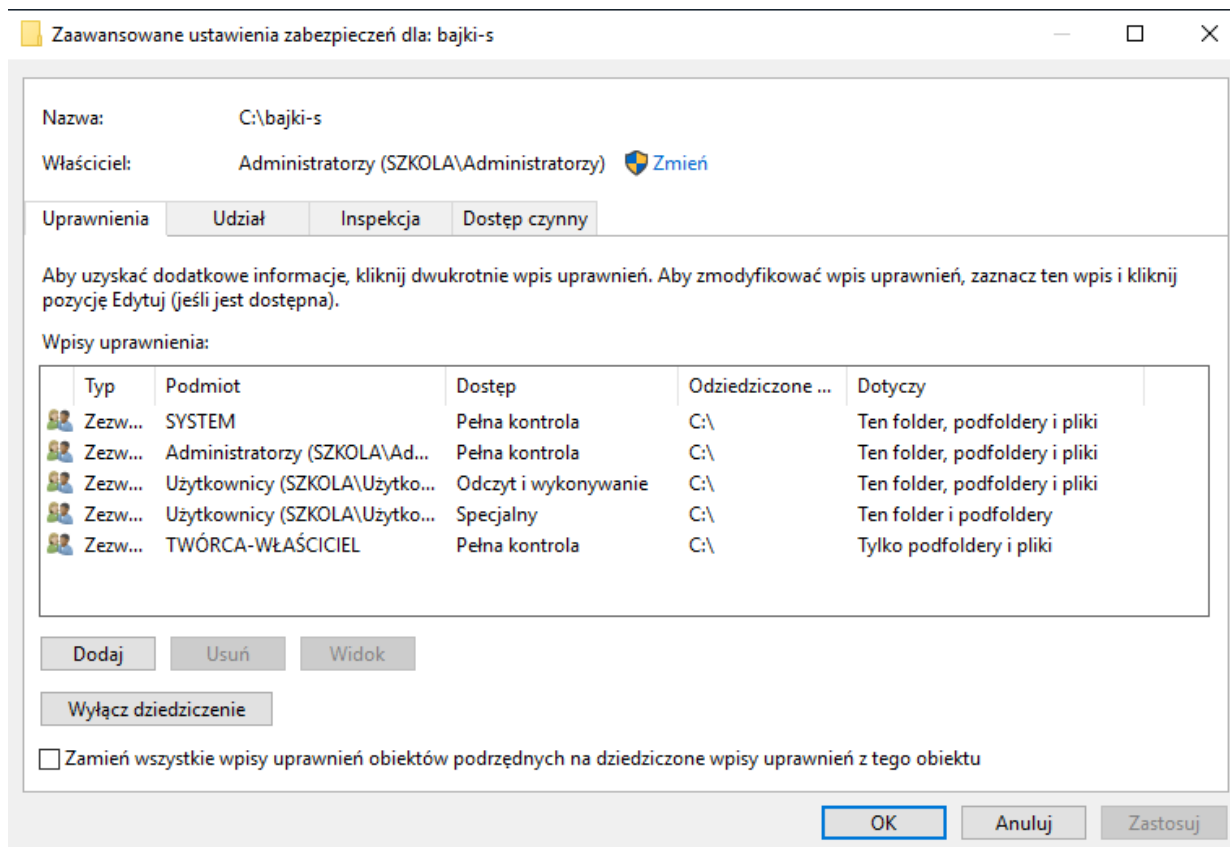 Zaawansowane ustawienia zabezpieczeń dla: bajki-s
Nazwa: C:\bajki-s
Właściciel: Administratorzy (SZKOLA\Administratorzy) Zmień
Uprawnienia Udział Inspekcja Dostęp czynny
Aby uzyskać dodatkowe informacje, kliknij dwukrotnie wpis uprawnień. Aby zmodyfikować wpis uprawnień, zaznacz ten wpis i kliknij
pozycję Edytuj (jeśli jest dostępna).
Wpisy uprawnienia:
Typ Podmiot Dostęp Odziedziczone ... Dotyczy
Zezw... SYSTEM Pełna kontrola C:\ Ten folder, podfoldery i pliki
Zezw... Administratorzy (SZKOLA\Ad... Pełna kontrola C:\ Ten folder, podfoldery i pliki
Zezw... Użytkownicy (SZKOLA\Użytko... Odczyt i wykonywanie C:\ Ten folder, podfoldery i pliki
Zezw... Użytkownicy (SZKOLA\Użytko... Specjalny C:\ Ten folder i podfoldery
Zezw... TWÓRCA-WŁAŚCICIEL Pełna kontrola C:\ Tylko podfoldery i pliki
Dodaj Usuń Widok
Wyłącz dziedziczenie
Zamień wszystkie wpisy uprawnień obiektów podrzędnych na dziedziczone wpisy uprawnień z tego obiektu
OK Anuluj Zastosuj